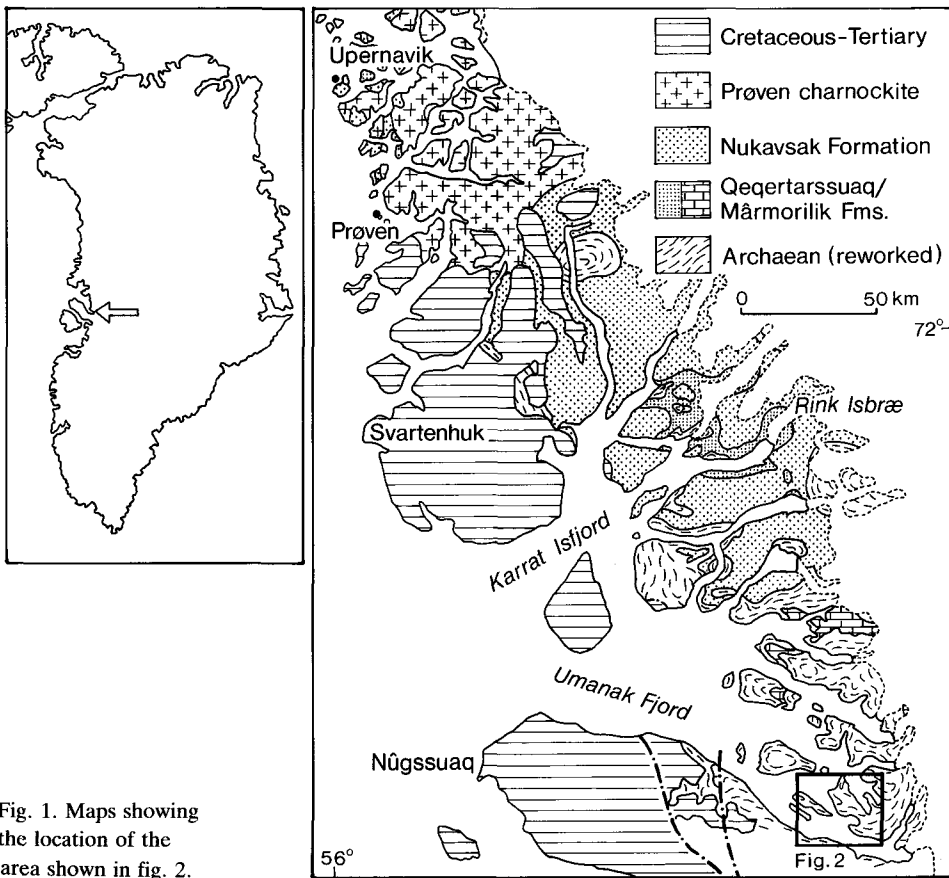 Upernavik
Prøven
Svartenhuk
Karrat Isfjord
Umanak Fjord
Nûgssuaq
Rink Isbræ
Cretaceous-Tertiary
Prøven charnockite
Nukavsak Formation
Qeqertarssuaq/
Mârmorilik Fms.
Archaean (reworked)
0 50 km
72°
56°
Fig. 2
Fig. 1. Maps showing
the location of the
area shown in fig. 2.